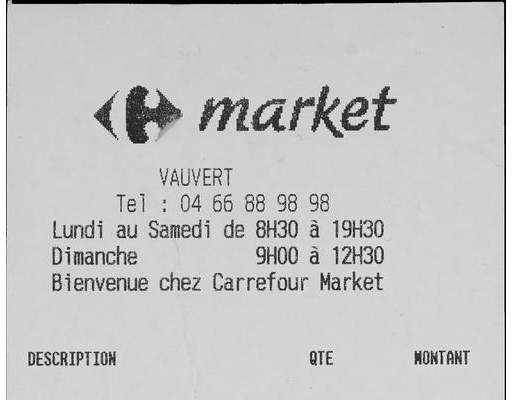 market
VAUVERT
Tel : 04 66 88 98 98
Lundi au Samedi de 8H30 à 19H30
Dimanche 9H00 à 12H30
Bienvenue chez Carrefour Market
DESCRIPTION QTE MONTANT